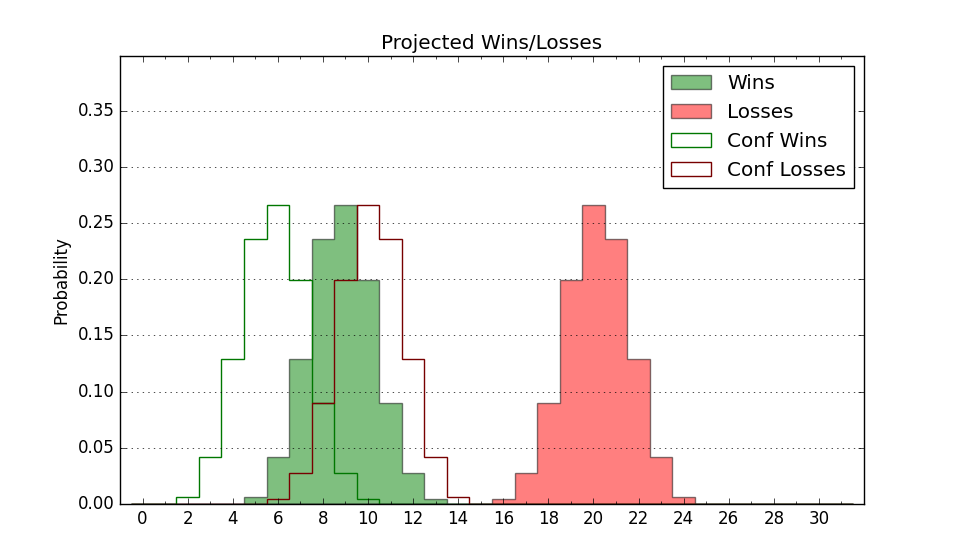 Projected Wins/Losses
Wins
Losses
Conf Wins
Conf Losses
Probability
0.35
0.30
0.25
0.20
0.15
0.10
0.05
0.00
0 2 4 6 8 10 12 14 16 18 20 22 24 26 28 30